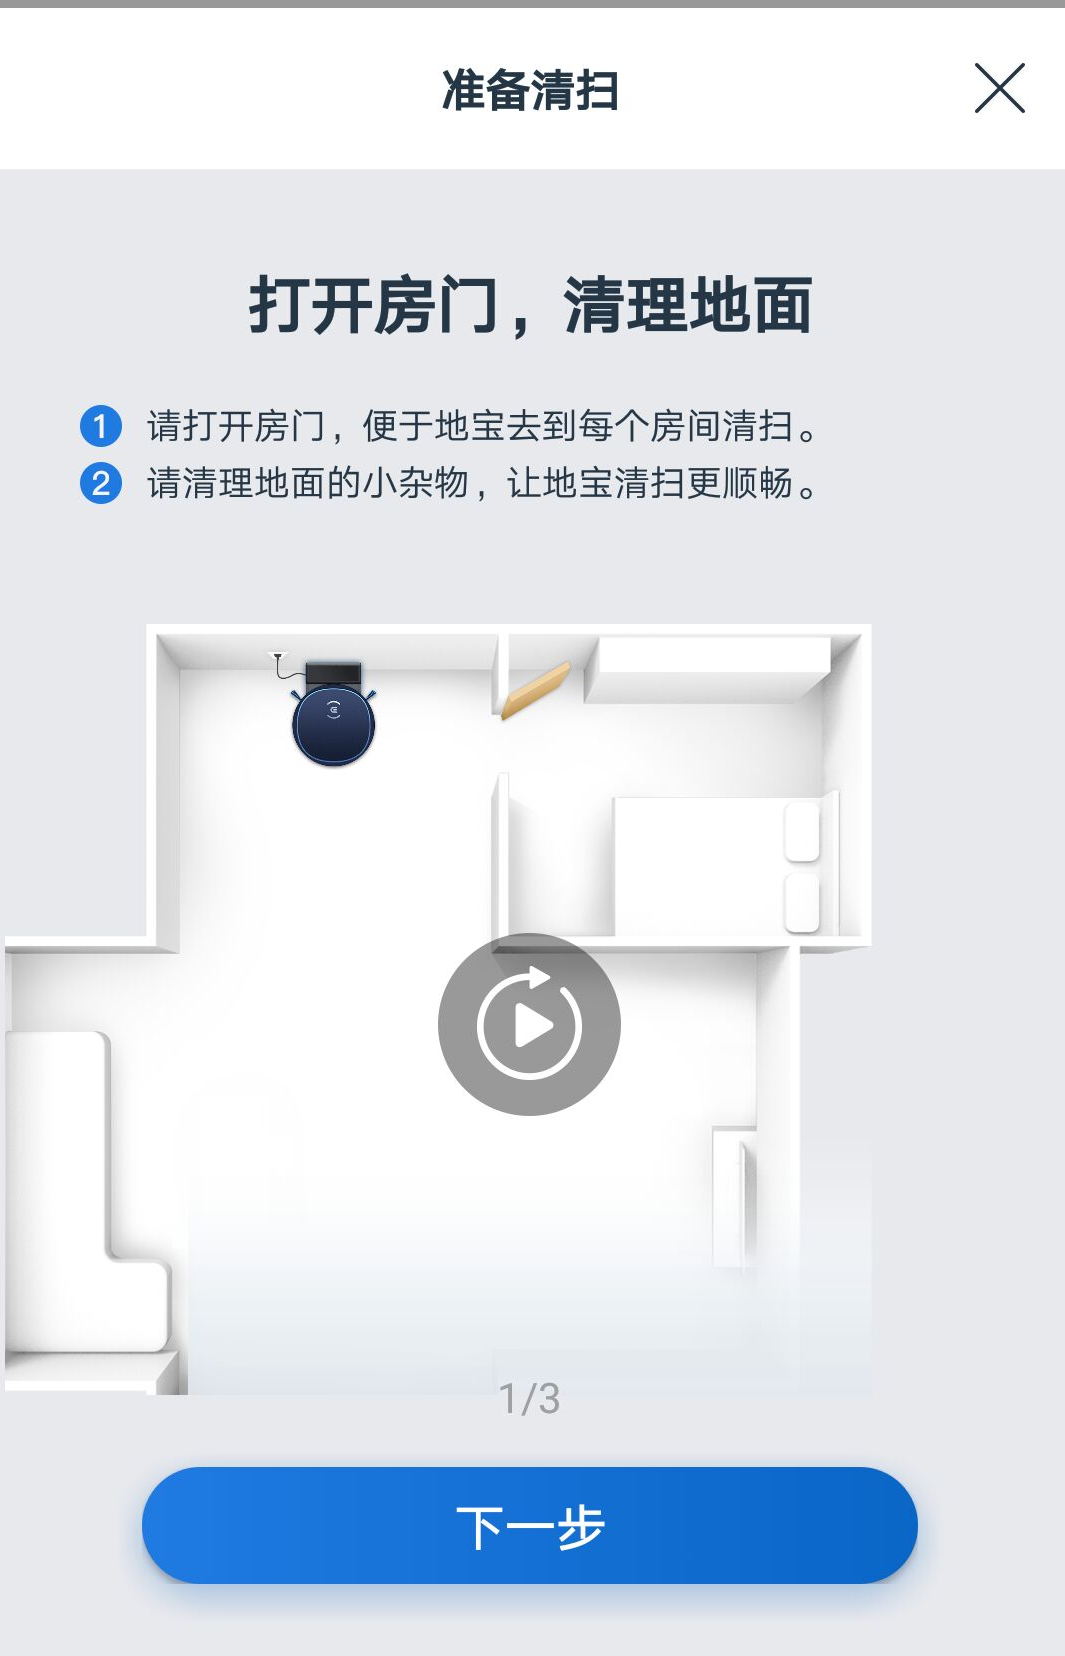 准备清扫
打开房门，清理地面
1 请打开房门，便于地宝去到每个房间清扫。
2 请清理地面的小杂物，让地宝清扫更顺畅。
1/3
下一步